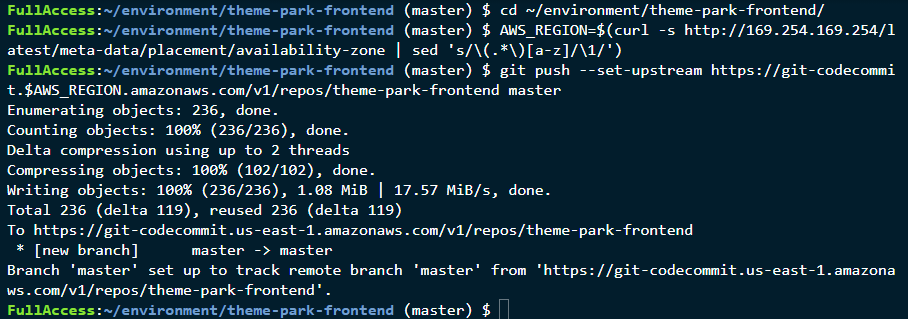 FullAccess:~/environment/theme-park-frontend (master) $ cd ~/environment/theme-park-frontend/
FullAccess:~/environment/theme-park-frontend (master) $ AWS_REGION=$(curl -s http://169.254.169.254/l
atest/meta-data/placement/availability-zone | sed 's/\(.*\)[a-z]/\1/')
FullAccess:~/environment/theme-park-frontend (master) $ git push --set-upstream https://git-codecommi
t.$AWS_REGION.amazonaws.com/v1/repos/theme-park-frontend master
Enumerating objects: 236, done.
Counting objects: 100% (236/236), done.
Delta compression using up to 2 threads
Compressing objects: 100% (102/102), done.
Writing objects: 100% (236/236), 1.08 MiB | 17.57 MiB/s, done.
Total 236 (delta 119), reused 236 (delta 119)
To https://git-codecommit.us-east-1.amazonaws.com/v1/repos/theme-park-frontend
 * [new branch]      master -> master
Branch 'master' set up to track remote branch 'master' from 'https://git-codecommit.us-east-1.amazona
ws.com/v1/repos/theme-park-frontend'.
FullAccess:~/environment/theme-park-frontend (master) $